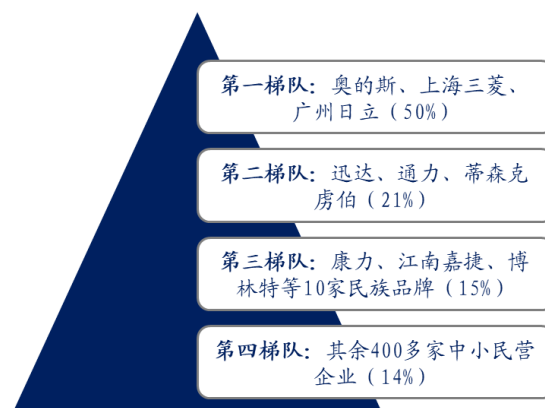 第一梯队：奥的斯、上海三菱、
广州日立（50%）
第二梯队：迅达、通力、蒂森克
虏伯（21%）
第三梯队：康力、江南嘉捷、博
林特等10家民族品牌（15%）
第四梯队：其余400多家中小民营
企业（14%）